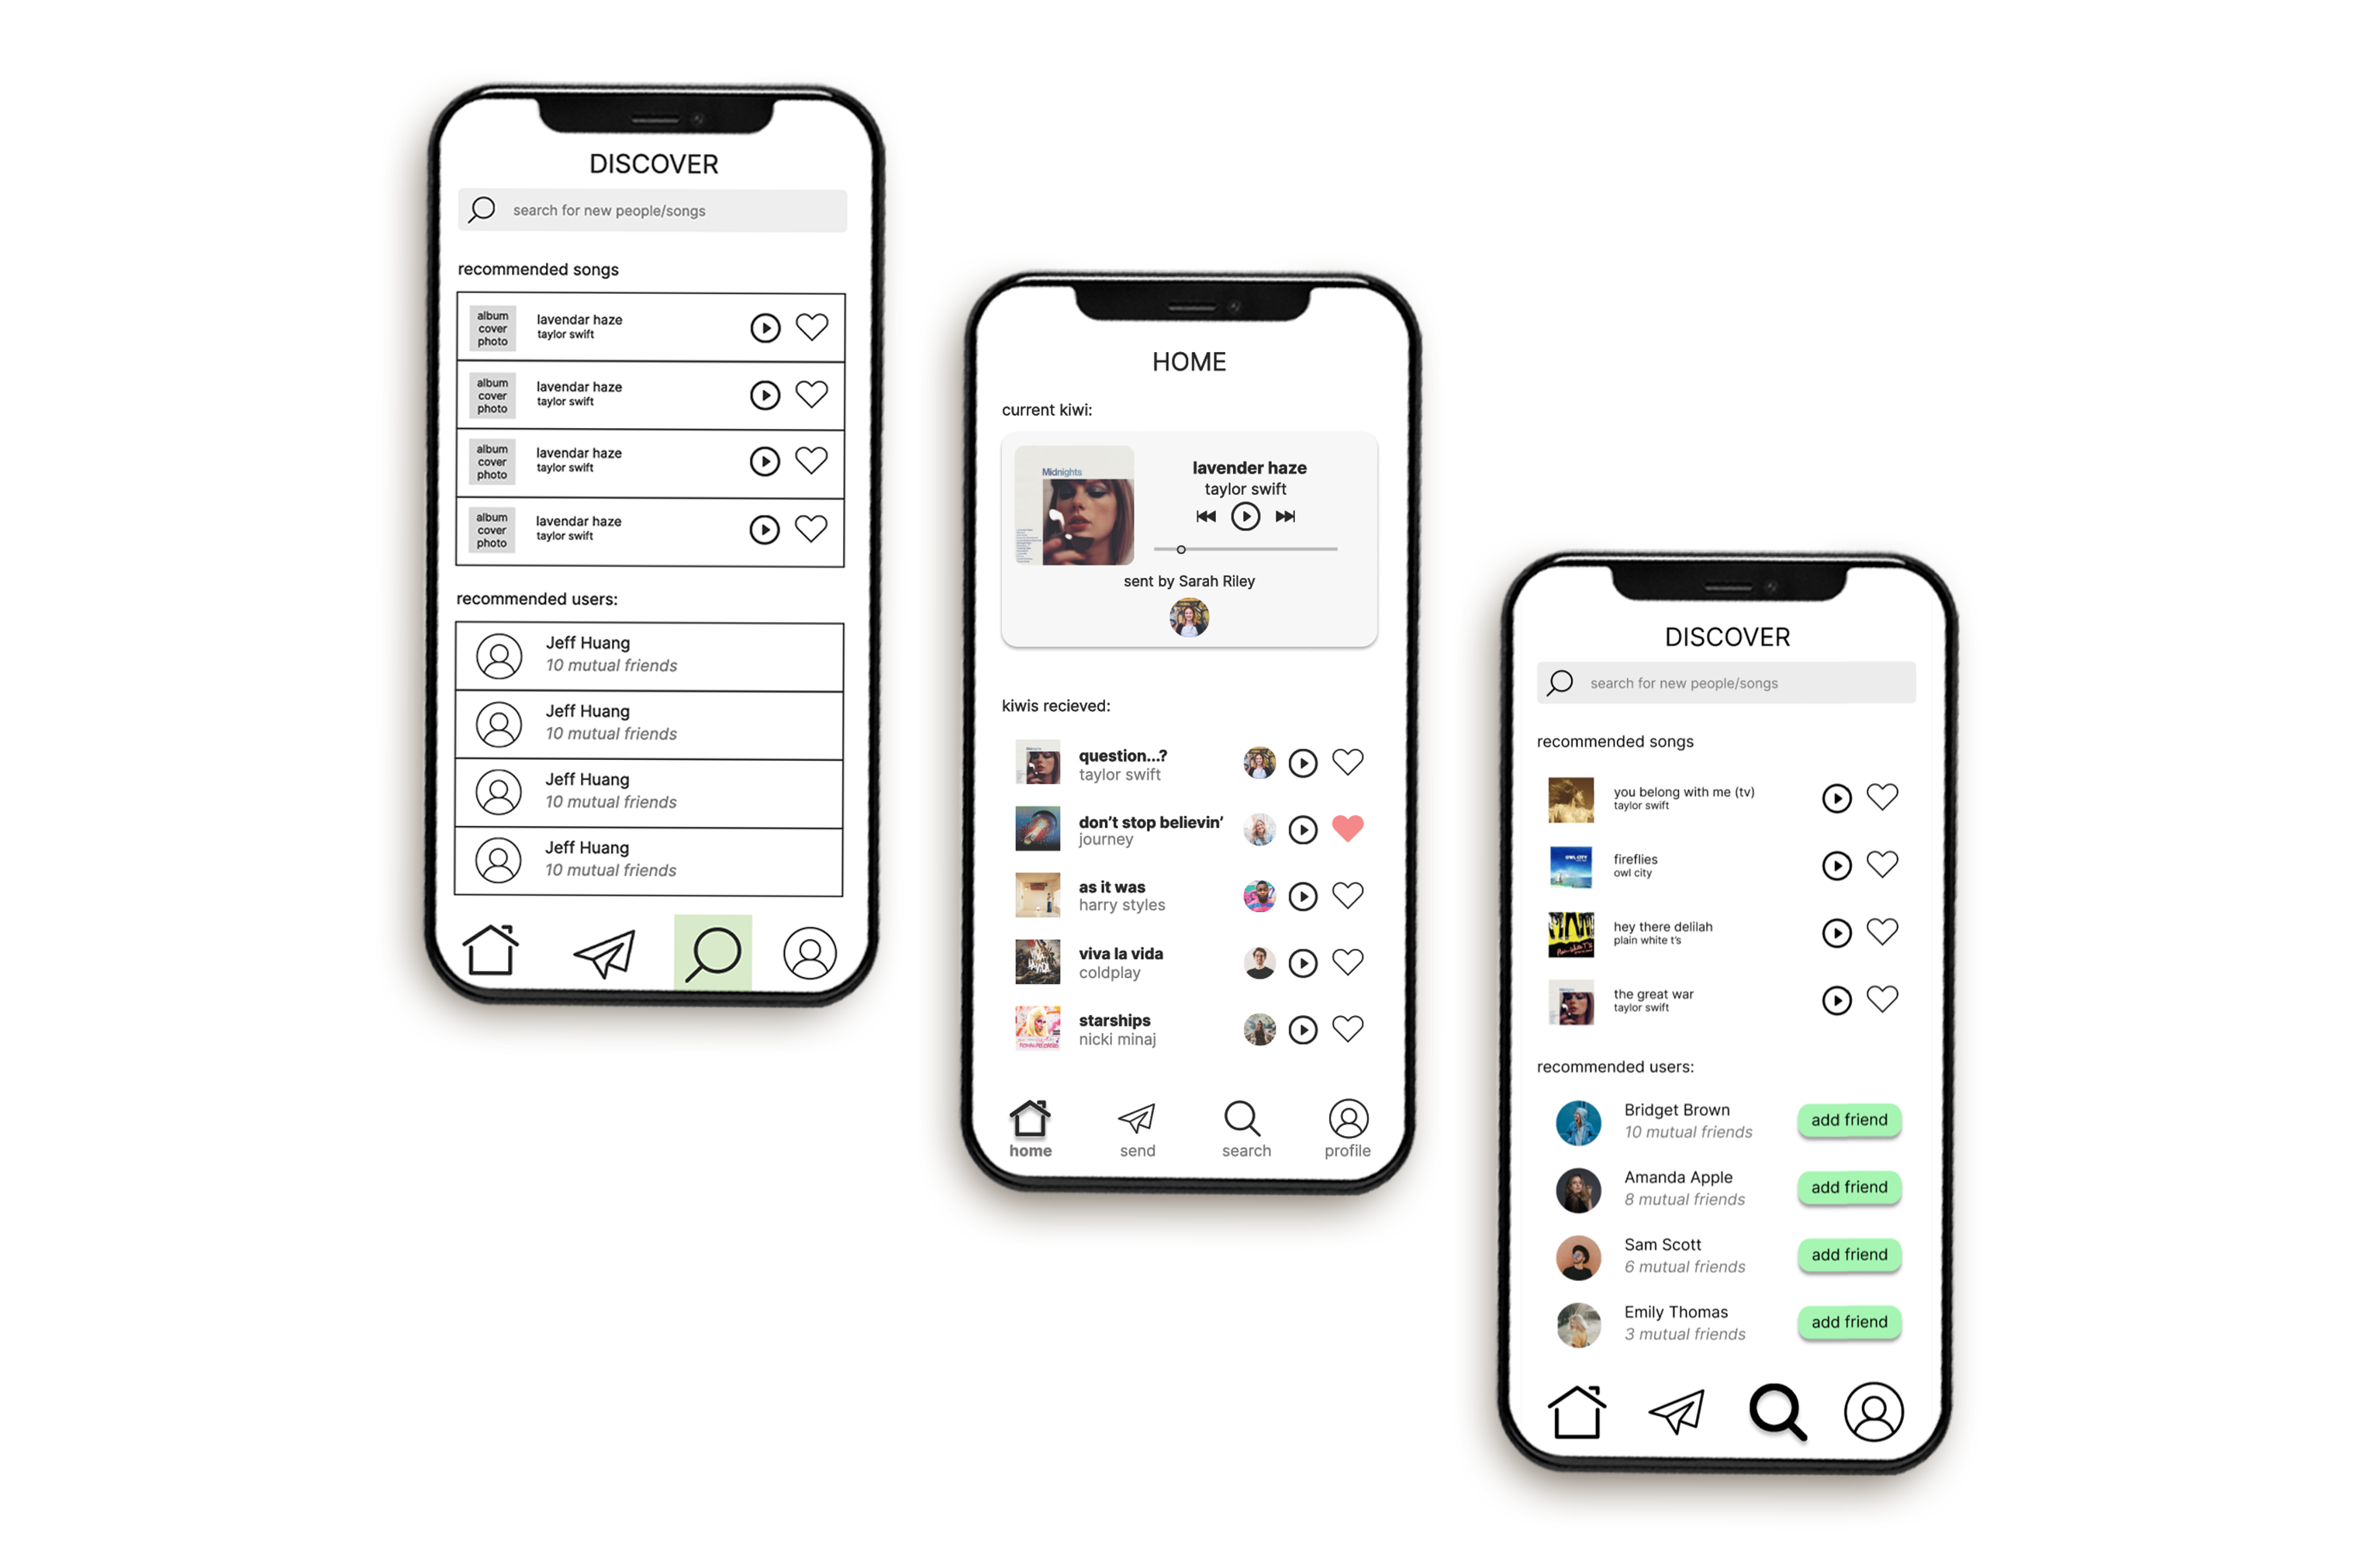 DISCOVER
search for new people/songs
recommended songs
album
cover
photo
lavendar haze
taylor swift
album
cover
photo
lavendar haze
taylor swift
album
cover
photo
lavendar haze
taylor swift
album
cover
photo
lavendar haze
taylor swift
recommended users:
Jeff Huang
10 mutual friends
Jeff Huang
10 mutual friends
Jeff Huang
10 mutual friends
Jeff Huang
10 mutual friends
HOME
current kiwi:
Midnights
lavender haze
taylor swift
sent by Sarah Riley
kiwis recieved:
question...?
taylor swift
don't stop believin'
journey
as it was
harry styles
viva la vida
coldplay
starships
nicki minaj
home
send
search
profile
DISCOVER
search for new people/songs
recommended songs
you belong with me (tv)
taylor swift
OWL CITY
fireflies
owl city
hey there delilah
plain white t's
the great war
taylor swift
recommended users:
Bridget Brown
10 mutual friends
add friend
Amanda Apple
8 mutual friends
add friend
Sam Scott
6 mutual friends
add friend
Emily Thomas
3 mutual friends
add friend